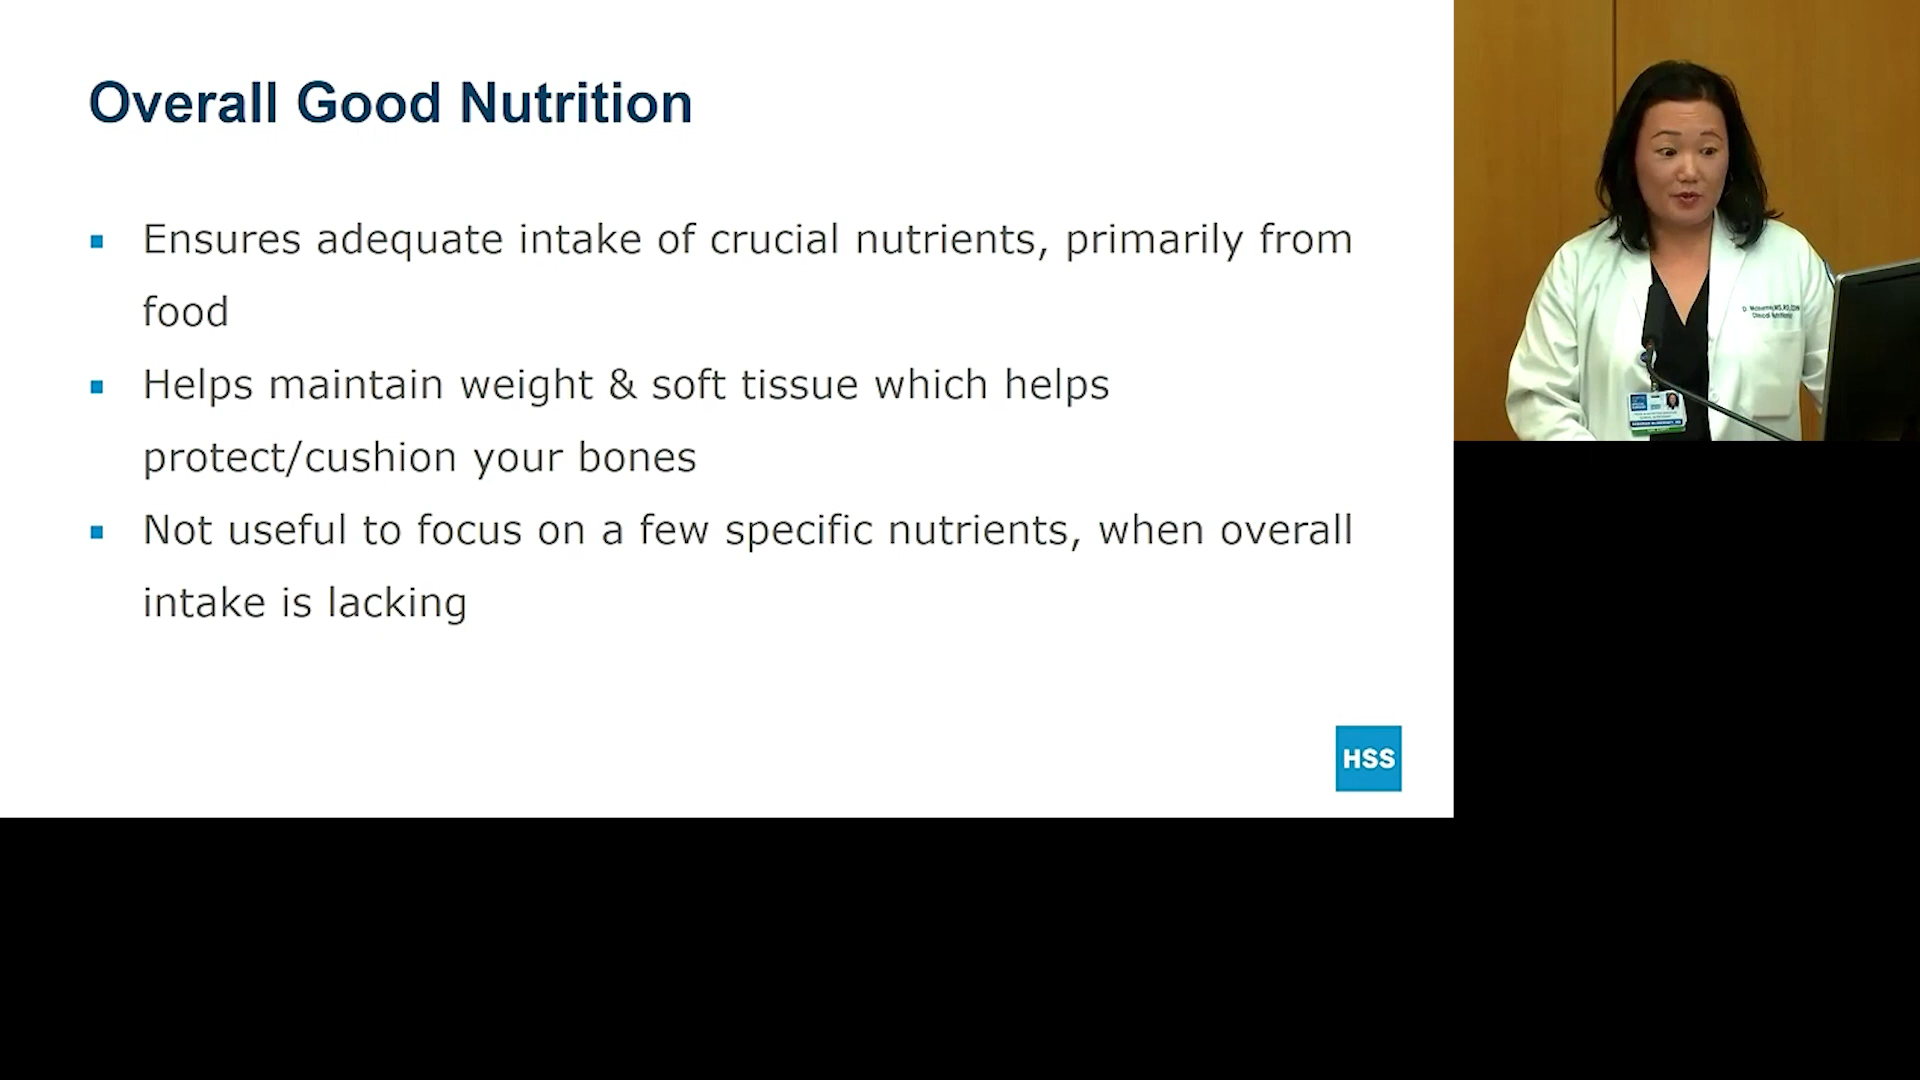 Overall Good Nutrition
Ensures adequate intake of crucial nutrients, primarily from
food
Helps maintain weight & soft tissue which helps
protect/cushion your bones
Not useful to focus on a few specific nutrients, when overall
intake is lacking
HSS